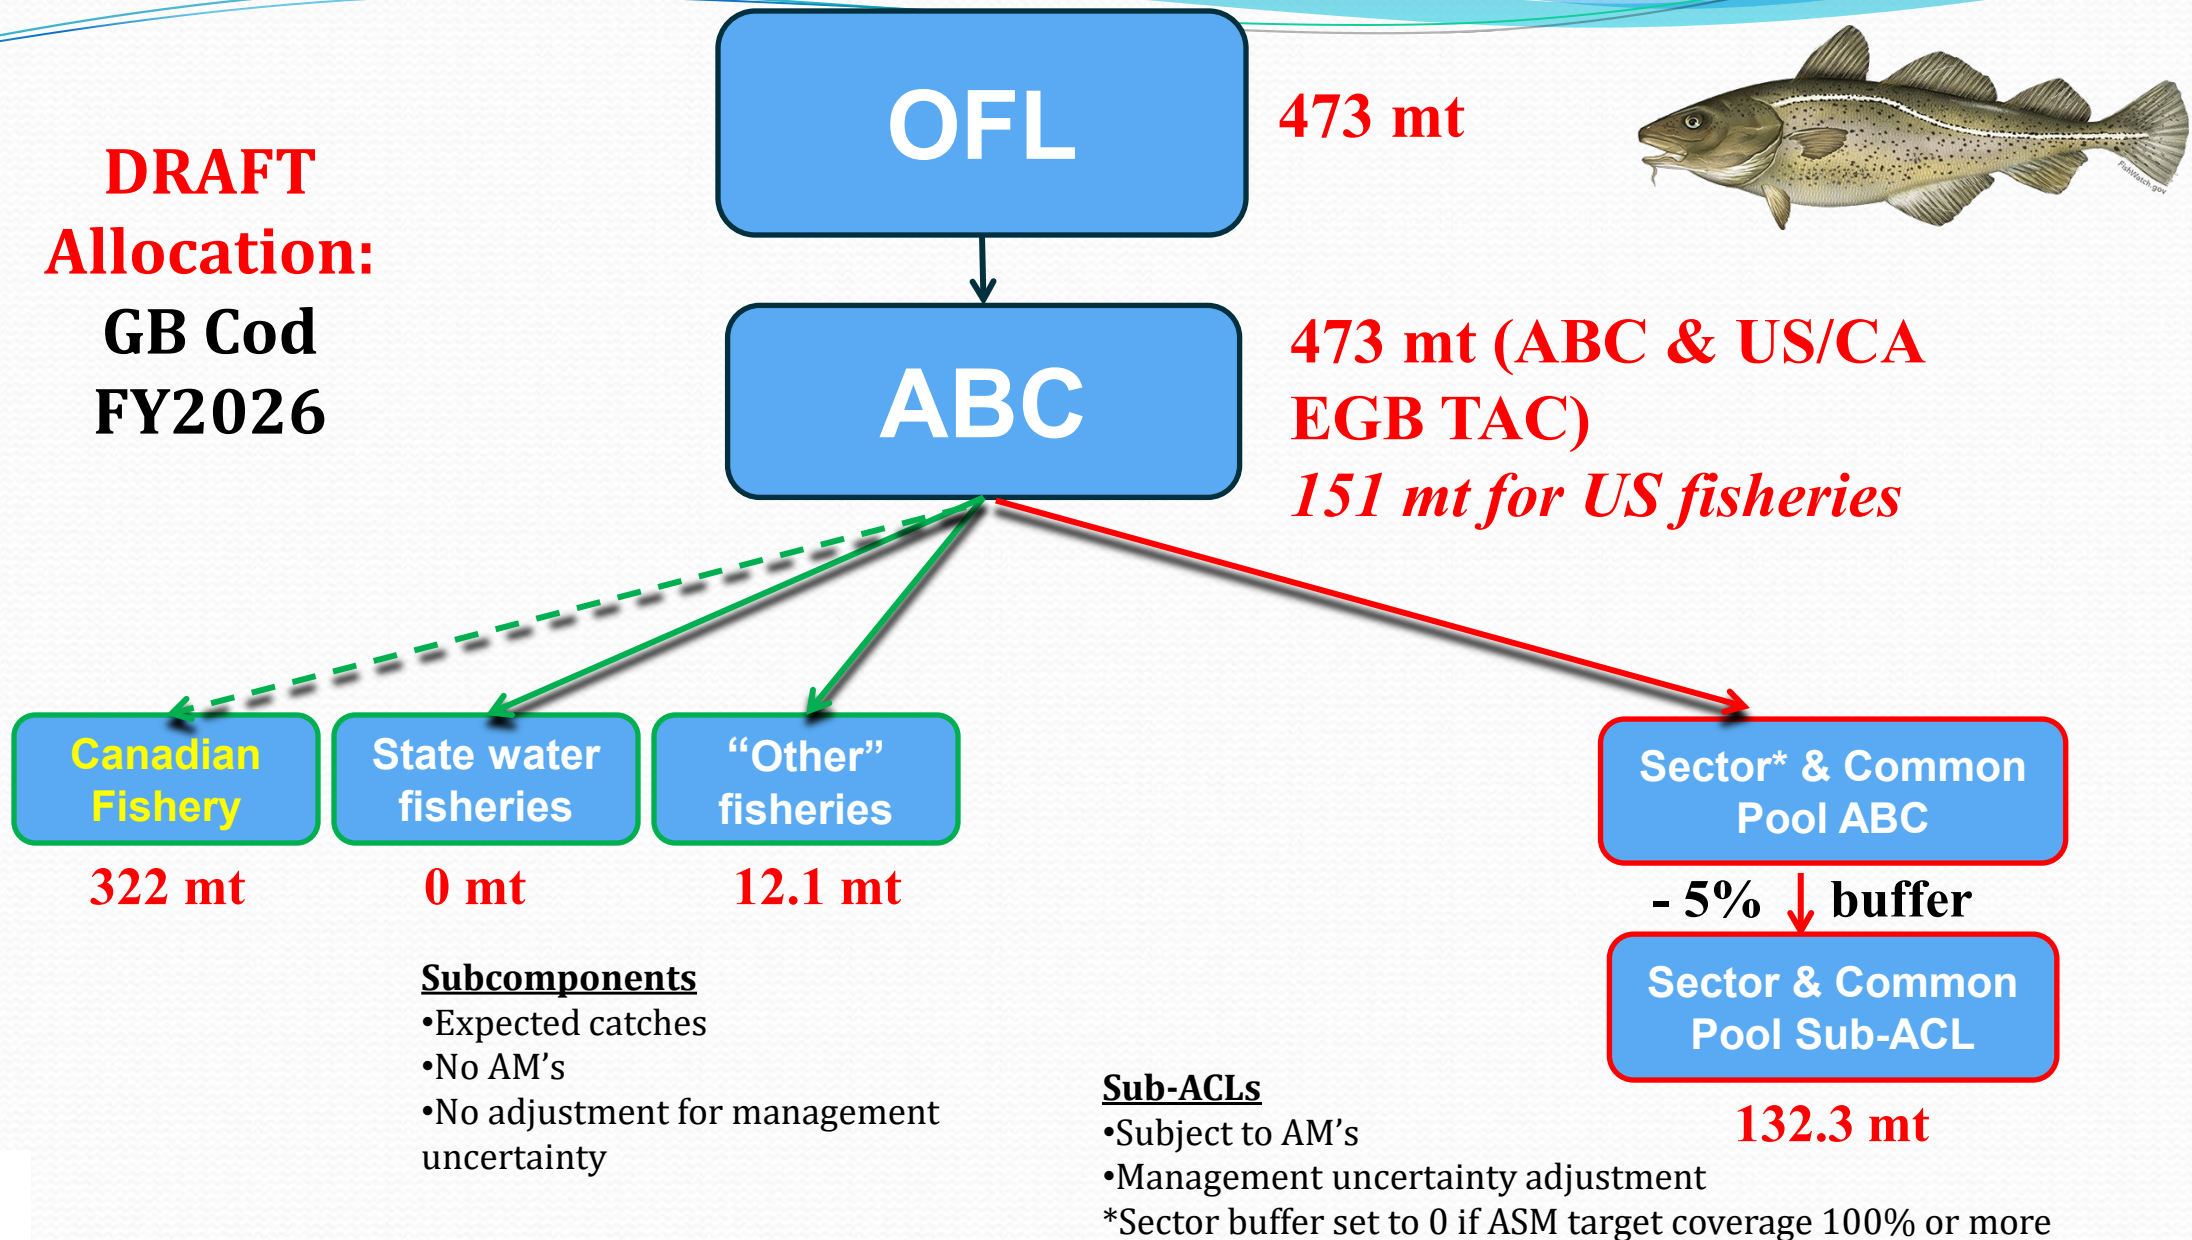 OFL
473 mt
FishWatch.gov
DRAFT
Allocation:
GB Cod
FY2026
ABC
473 mt (ABC & US/CA
EGB TAC)
151 mt for US fisheries
Canadian
Fishery
322 mt
State water
fisheries
0 mt
“Other”
fisheries
12.1 mt
Sector* & Common
Pool ABC
- 5% buffer
Sector & Common
Pool Sub-ACL
132.3 mt
Subcomponents
•Expected catches
•No AM’s
•No adjustment for management
uncertainty
Sub-ACLs
•Subject to AM’s
•Management uncertainty adjustment
*Sector buffer set to 0 if ASM target coverage 100% or more